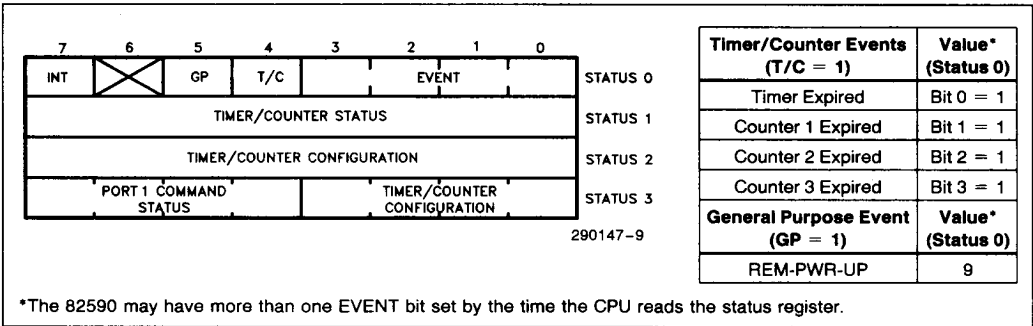 7 6 5 4 3 2 1 0
INT GP T/C EVENT STATUS 0
TIMER/COUNTER STATUS STATUS 1
TIMER/COUNTER CONFIGURATION STATUS 2
PORT 1 COMMAND STATUS TIMER/COUNTER CONFIGURATION STATUS 3
290147-9
Timer/Counter Events (T/C = 1) Value* (Status 0)
Timer Expired Bit 0 = 1
Counter 1 Expired Bit 1 = 1
Counter 2 Expired Bit 2 = 1
Counter 3 Expired Bit 3 = 1
General Purpose Event (GP = 1) Value* (Status 0)
REM-PWR-UP 9
*The 82590 may have more than one EVENT bit set by the time the CPU reads the status register.